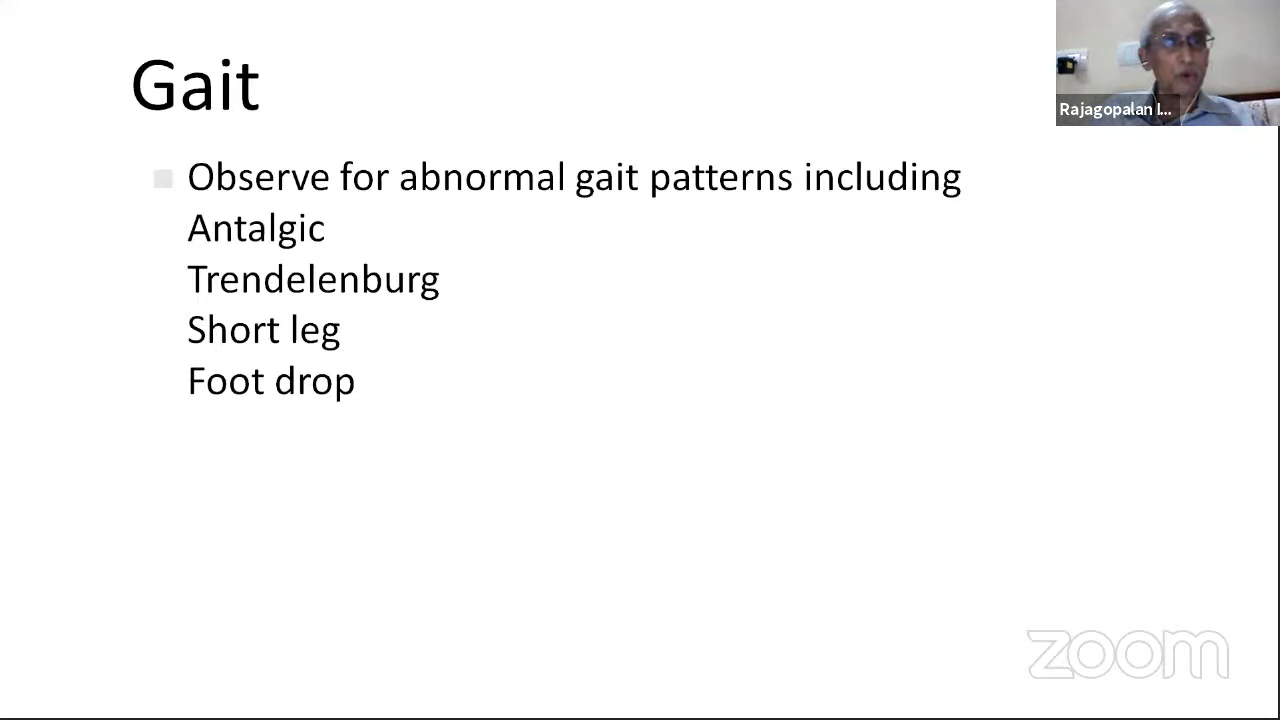 Gait
Rajagopalan I...
Observe for abnormal gait patterns including
Antalgic
Trendelenburg
Short leg
Foot drop
zoom